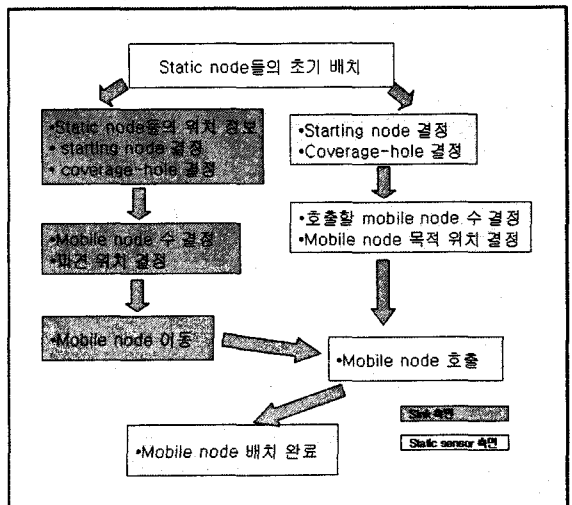 Static node들의 초기 배치
•Static node들의 위치 정보
• starting node 결정
• coverage-hole 결정
•Starting node 결정
•Coverage-hole 결정
•Mobile node 수 결정
•파견 위치 결정
•호출할 mobile node 수 결정
•Mobile node 목적 위치 결정
•Mobile node 이동
•Mobile node 호출
Sink 측면
Static sensor 측면
•Mobile node 배치 완료